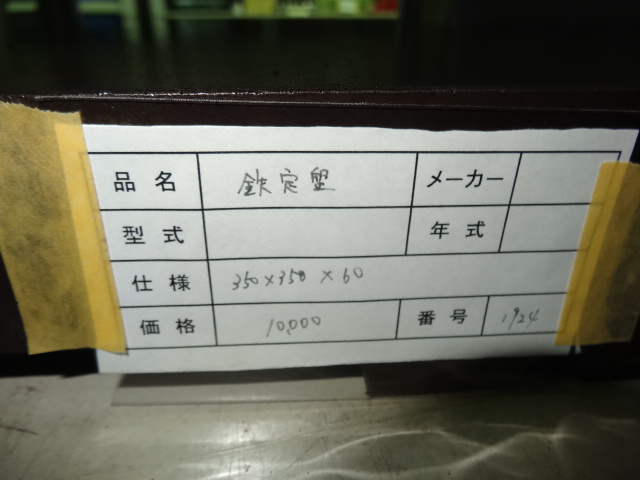 品名 鉄定盤 メーカー
型式 年式
仕様 350×350×60
価格 10,000 番号 1924